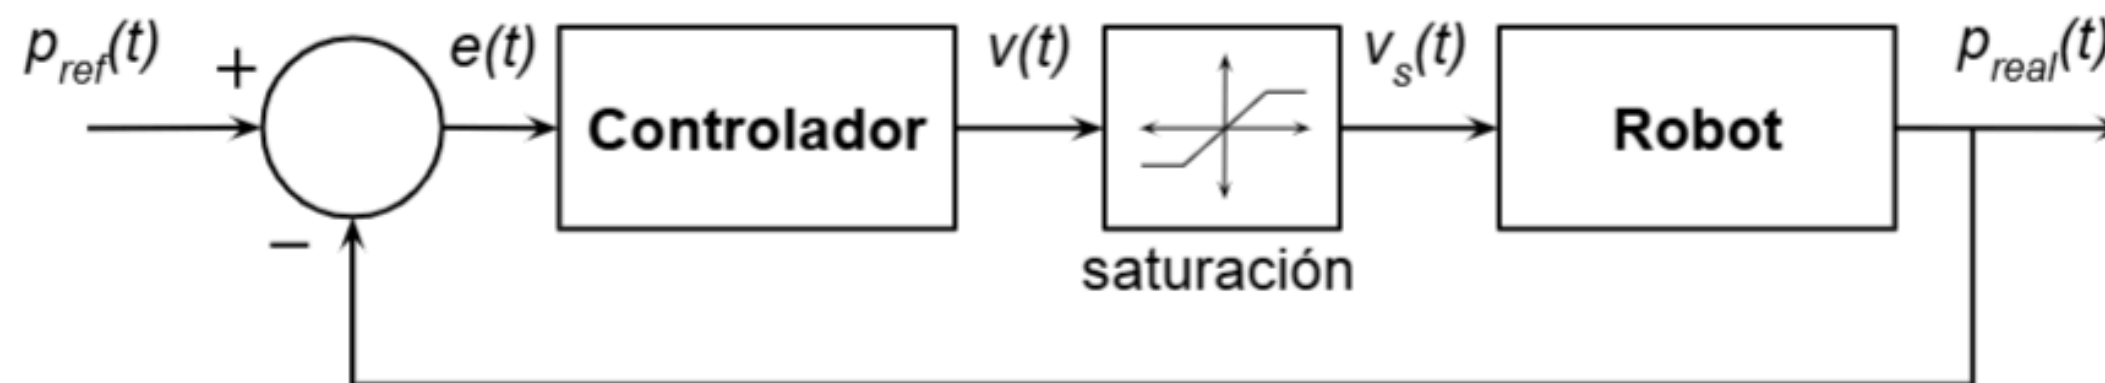 p_ref(t) + e(t) Controlador v(t) v_s(t) Robot p_real(t)
−
saturación